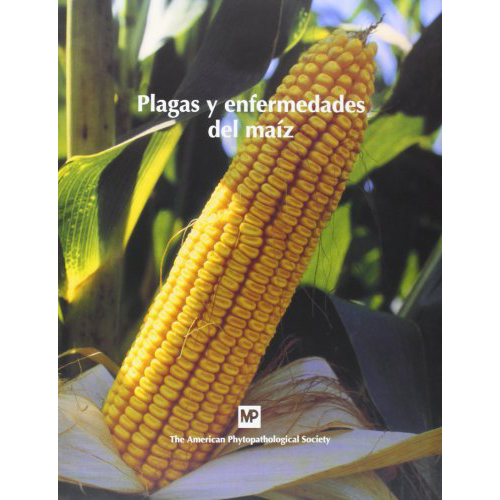 Plagas y enfermedades
del maíz
MP
The American Phytopathological Society